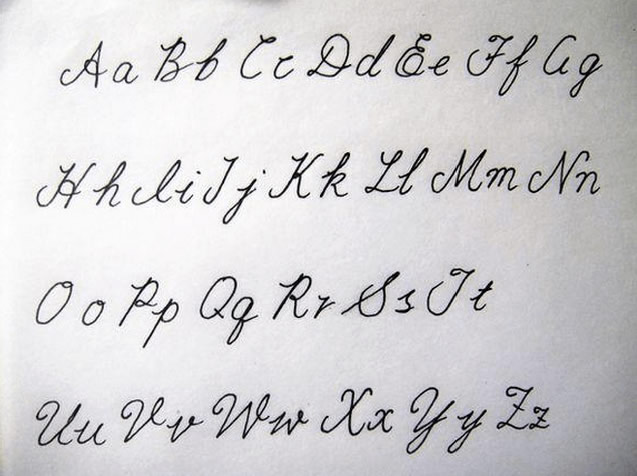 Aa Bb Cc Dd Ee Ff Gg
Hh Ii Jj Kk Ll Mm Nn
Oo Pp Qq Rr Ss Tt
Uu Vv Ww Xx Yy Zz